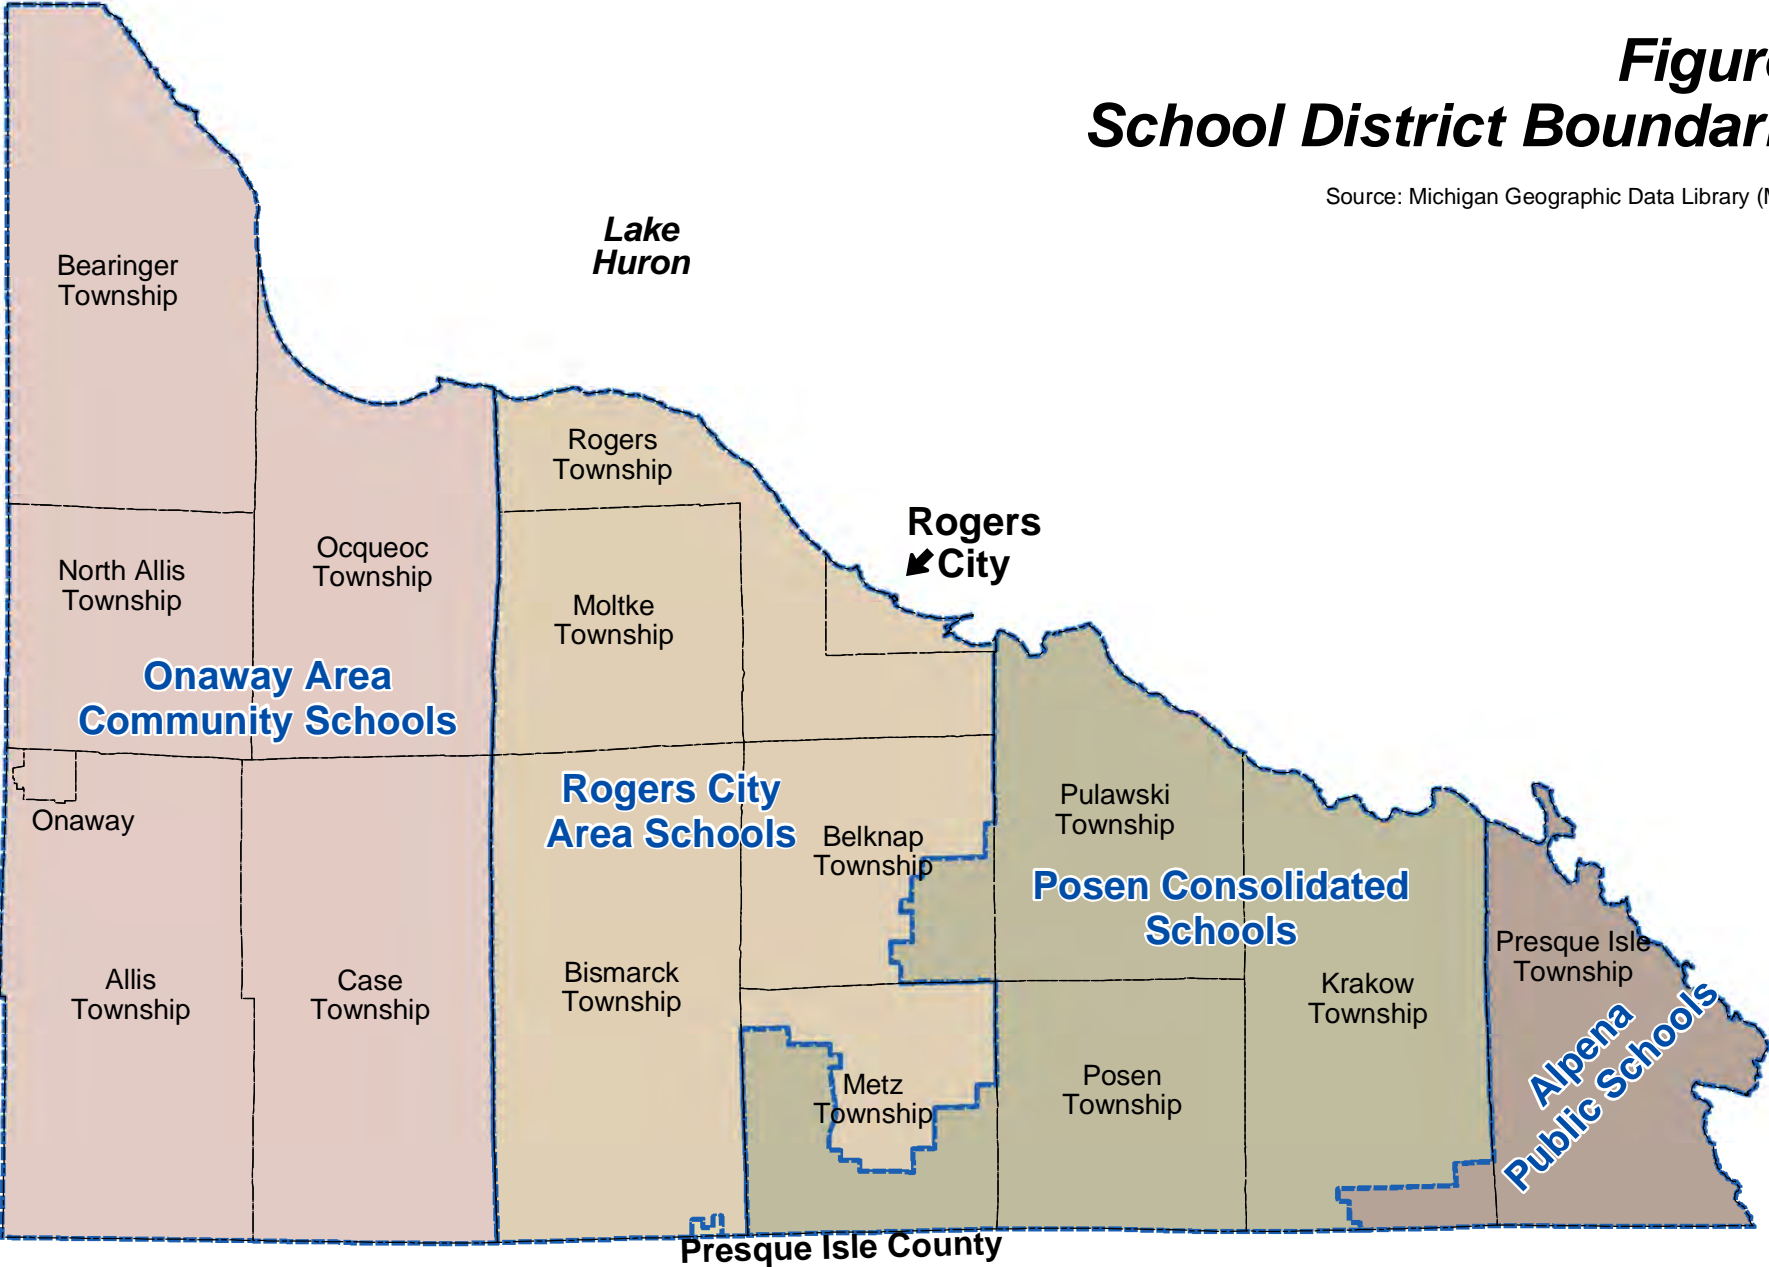 Figure
School District Boundari
Source: Michigan Geographic Data Library (M
Lake
Huron
Bearinger
Township
Rogers
Township
Rogers
City
North Allis
Township
Ocqueoc
Township
Moltke
Township
Onaway Area
Community Schools
Rogers City
Area Schools
Onaway
Belknap
Township
Pulawski
Township
Posen Consolidated
Schools
Presque Isle
Township
Allis
Township
Case
Township
Bismarck
Township
Krakow
Township
Metz
Township
Posen
Township
Alpena
Public Schools
Presque Isle County